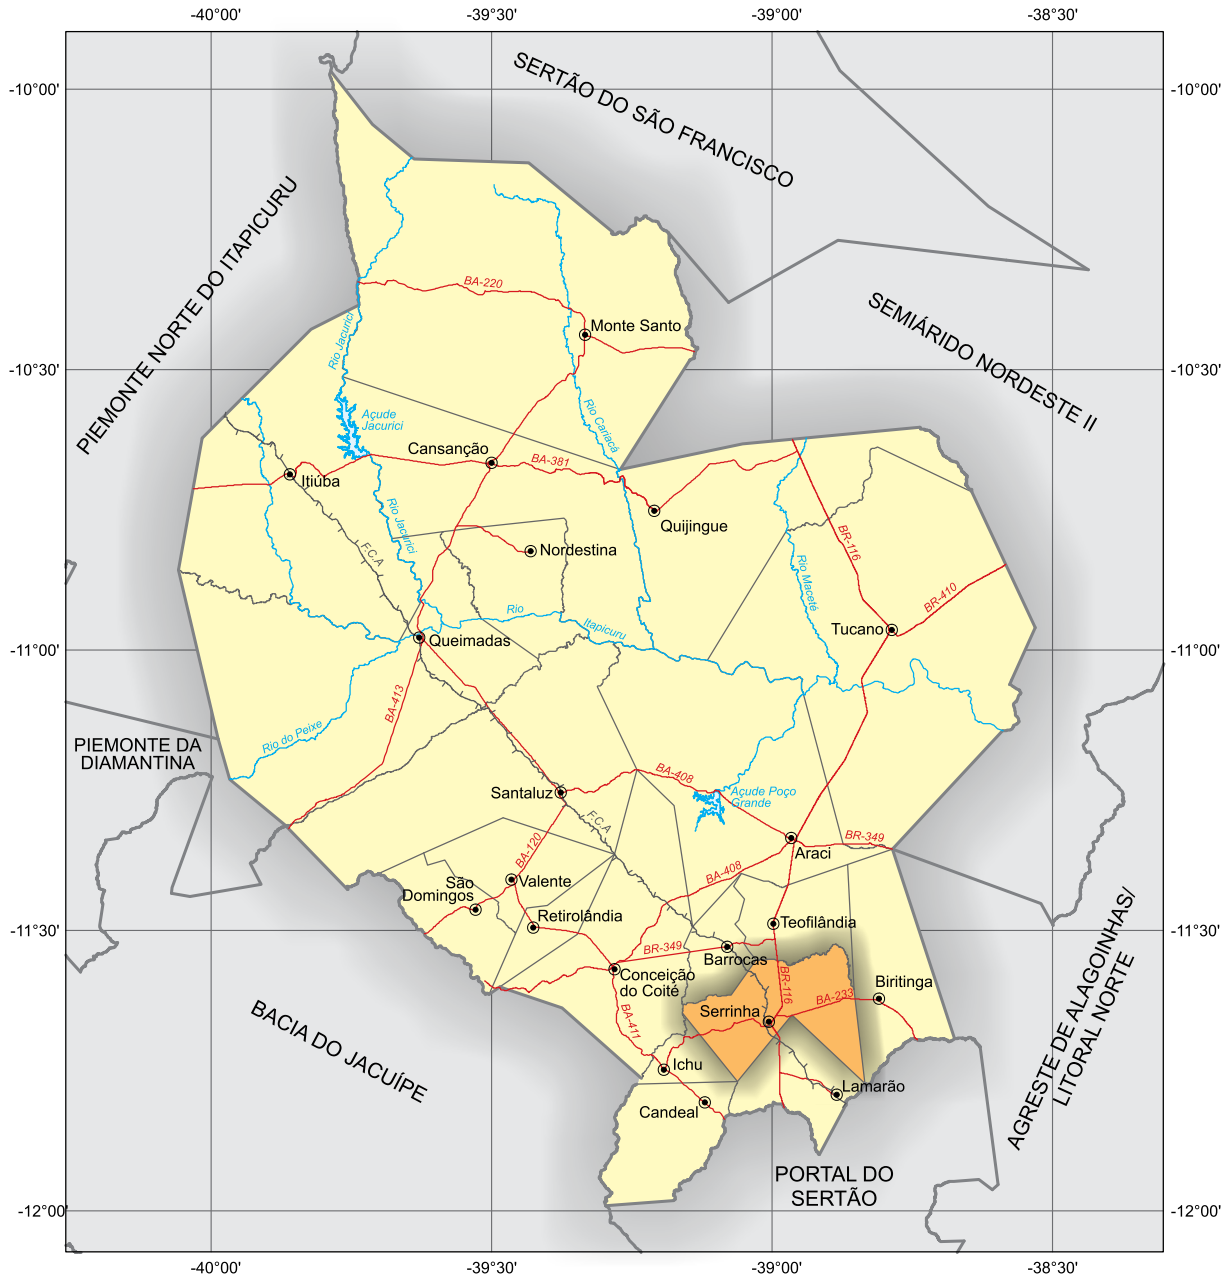 -40°00'
-39°30'
-39°00'
-38°30'
-10°00'
-10°00'
SERTÃO DO SÃO FRANCISCO
PIEMONTE NORTE DO ITAPICURU
BA-220
SEMIÁRIDO NORDESTE II
Rio Jacurici
Monte Santo
-10°30'
-10°30'
Açude
Jacurici
Rio Cariacá
Cansanção
BA-381
Itiúba
Rio Jacurici
Quijingue
BR-116
F.C.A
Nordestina
Rio Maceté
BR-410
Rio
Itapicuru
Tucano
Queimadas
-11°00'
-11°00'
BA-413
Rio do Peixe
PIEMONTE DA
DIAMANTINA
BA-408
Santaluz
Açude Poço
Grande
F.C.A
BR-349
Araci
BA-120
BA-408
São
Domingos
Valente
Retirolândia
Teofilândia
-11°30'
-11°30'
BR-349
Barrocas
Conceição
do Coité
BR-116
BA-233
Biritinga
Serrinha
BA-411
AGRESTE DE ALAGOINHAS/
LITORAL NORTE
BACIA DO JACUÍPE
Ichu
Lamarão
Candeal
PORTAL DO
SERTÃO
-12°00'
-12°00'
-40°00'
-39°30'
-39°00'
-38°30'